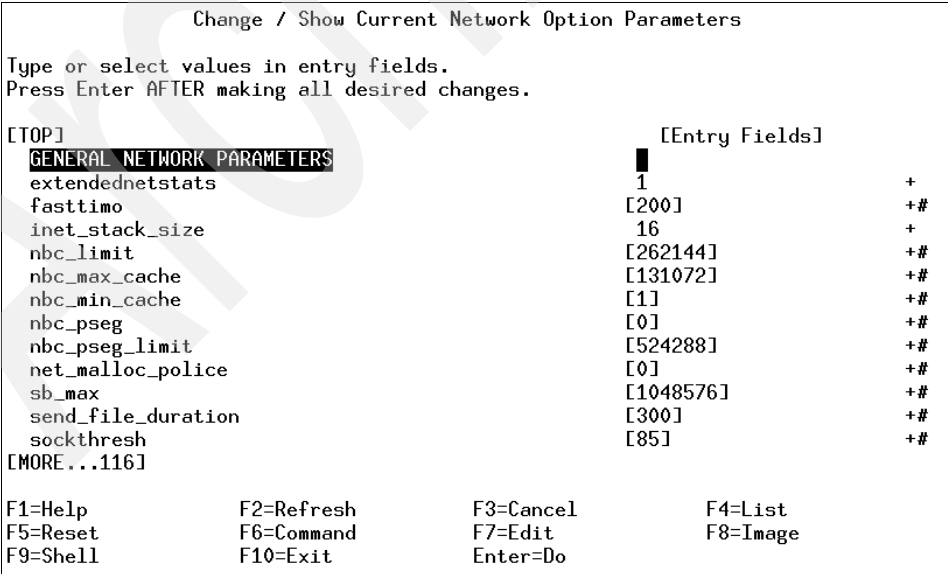 Change / Show Current Network Option Parameters
Type or select values in entry fields.
Press Enter AFTER making all desired changes.
[TOP] [Entry Fields]
GENERAL NETWORK PARAMETERS
extendednetstats 1 +
fasttimo [200] +#
inet_stack_size 16 +
nbc_limit [262144] +#
nbc_max_cache [131072] +#
nbc_min_cache [1] +#
nbc_pseg [0] +#
nbc_pseg_limit [524288] +#
net_malloc_police [0] +#
sb_max [1048576] +#
send_file_duration [300] +#
sockthresh [85] +#
[MORE...116]
F1=Help F2=Refresh F3=Cancel F4=List
F5=Reset F6=Command F7=Edit F8=Image
F9=Shell F10=Exit Enter=Do